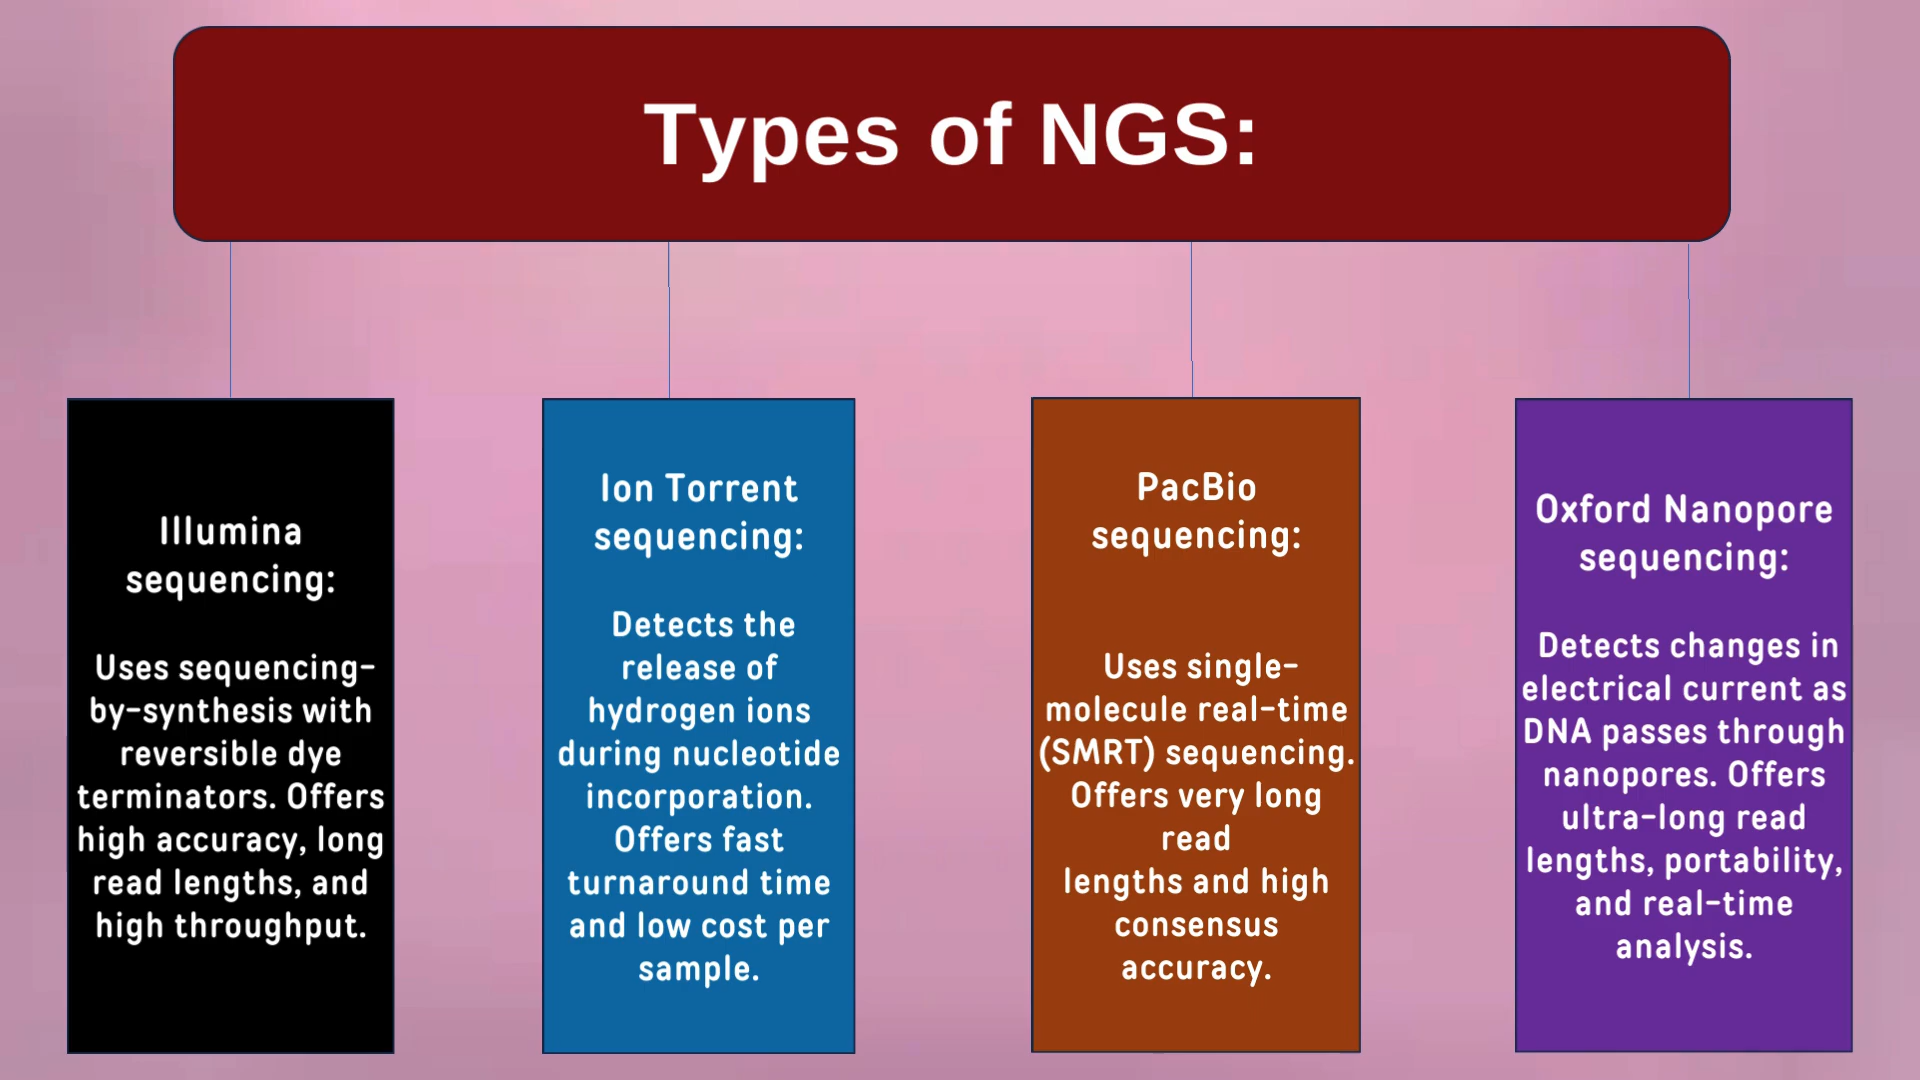 Types of NGS:
Illumina
sequencing:
Uses sequencing-
by-synthesis with
reversible dye
terminators. Offers
high accuracy, long
read lengths, and
high throughput.
Ion Torrent
sequencing:
Detects the
release of
hydrogen ions
during nucleotide
incorporation.
Offers fast
turnaround time
and low cost per
sample.
PacBio
sequencing:
Uses single-
molecule real-time
(SMRT) sequencing.
Offers very long
read
lengths and high
consensus
accuracy.
Oxford Nanopore
sequencing:
Detects changes in
electrical current as
DNA passes through
nanopores. Offers
ultra-long read
lengths, portability,
and real-time
analysis.